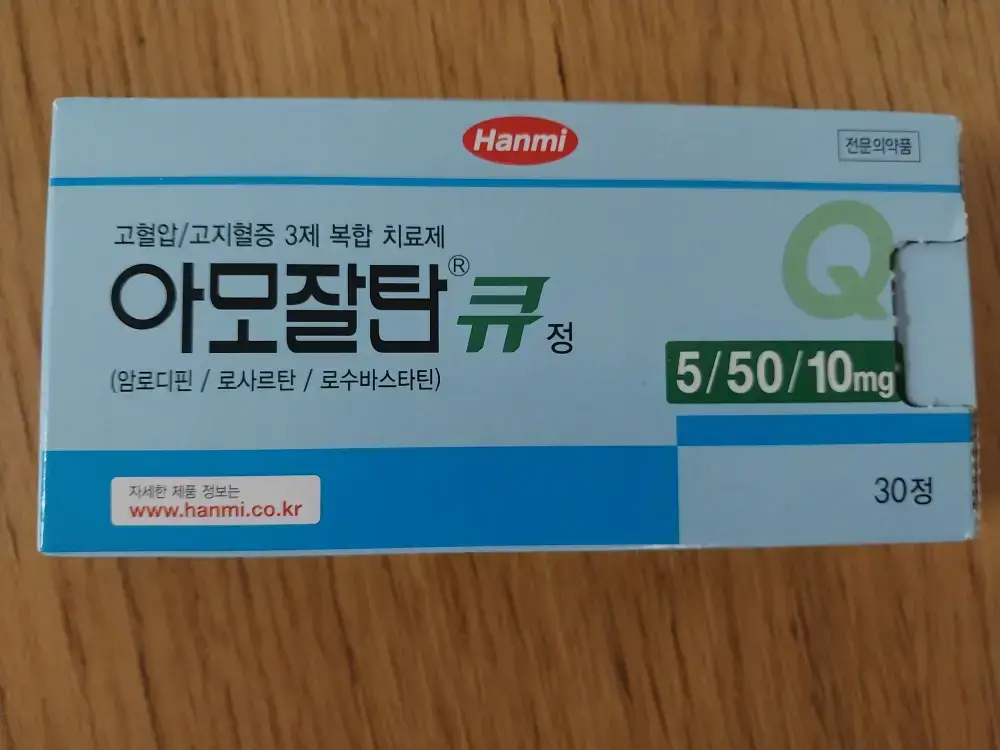 Hanmi
전문의약품
고혈압/고지혈증 3제 복합 치료제
아모잘탄® 큐 정
Q
(암로디핀 / 로사르탄 / 로수바스타틴)
5/50/10mg
자세한 제품 정보는
www.hanmi.co.kr
30정